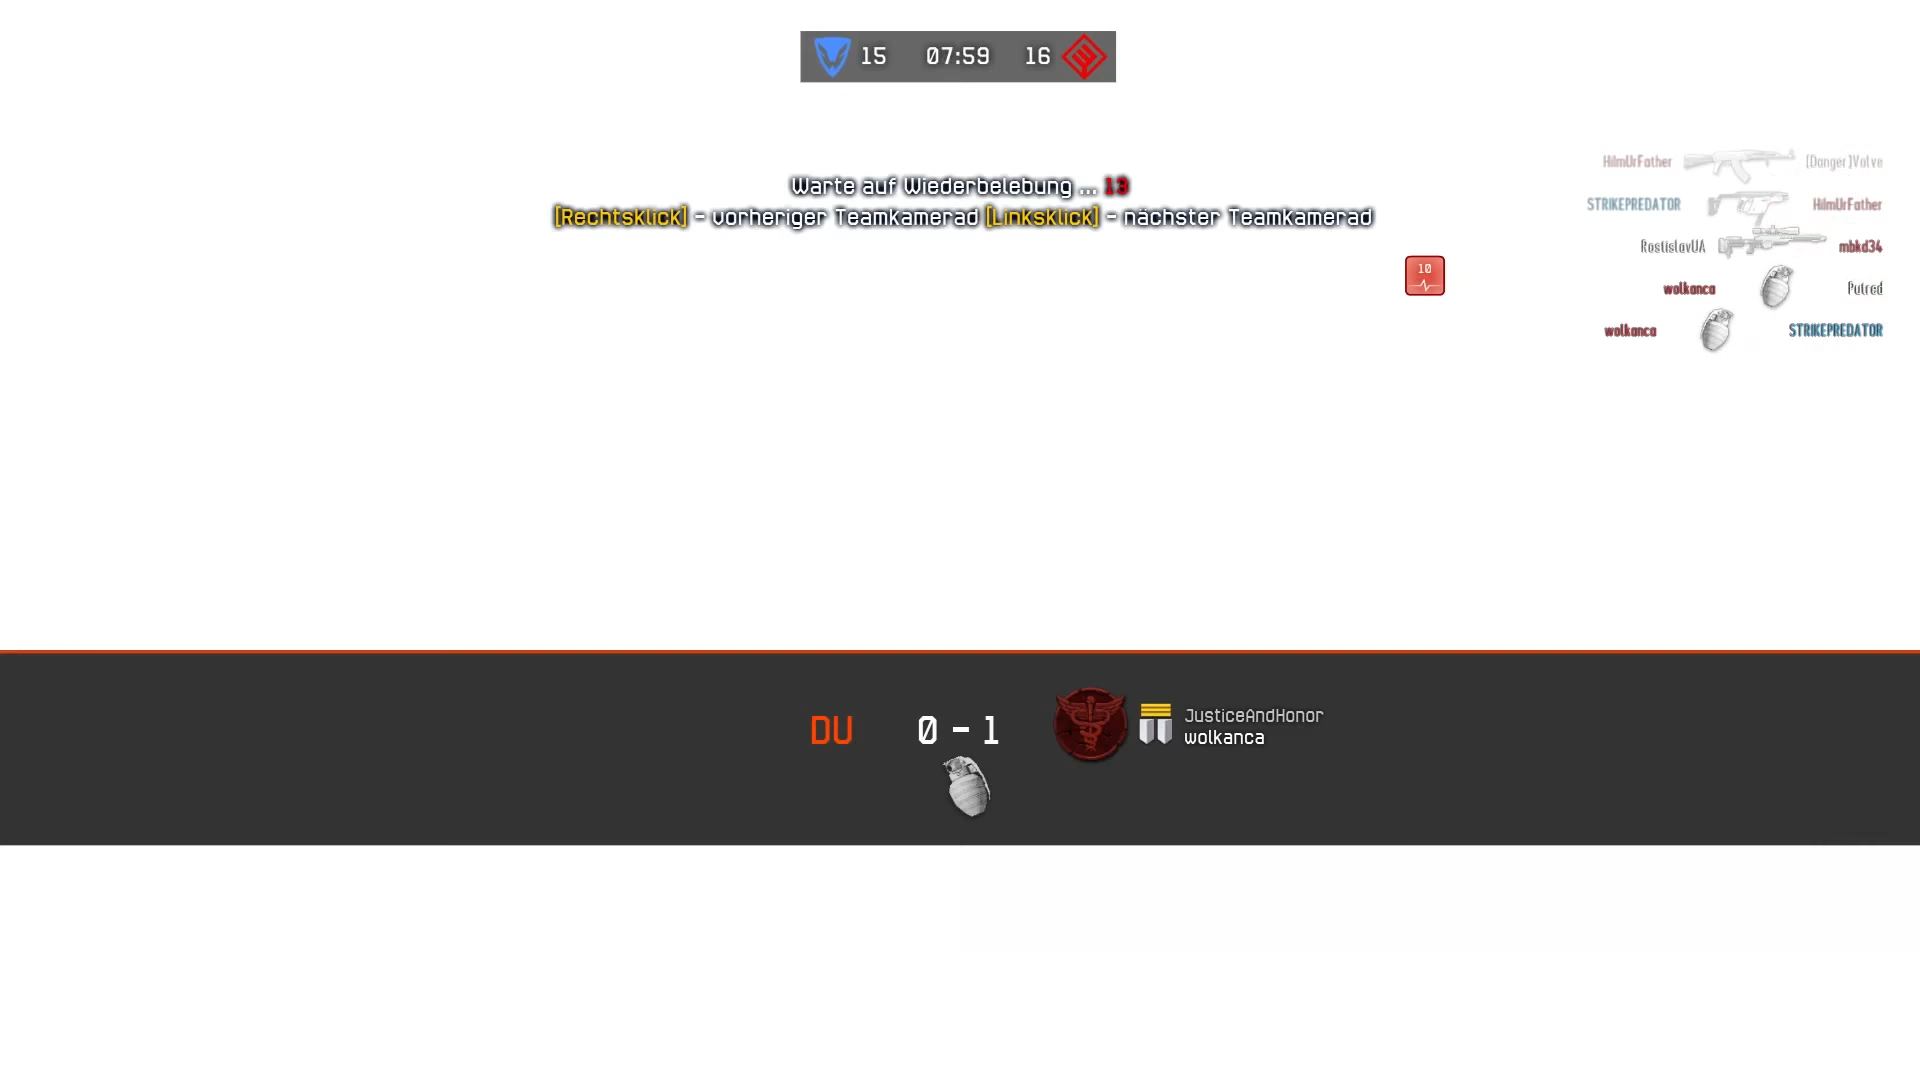 15 07:59 16
Warte auf Wiederbelebung ... 13
[Rechtsklick] - vorheriger Teamkamerad [Linksklick] - nächster Teamkamerad
10
HilmUrFather [Danger]Volve
STRIKEPREDATOR HilmUrFather
RostislavUA mbkd34
wolkanca Putred
wolkanca STRIKEPREDATOR
DU 0 - 1 JusticeAndHonor
wolkanca